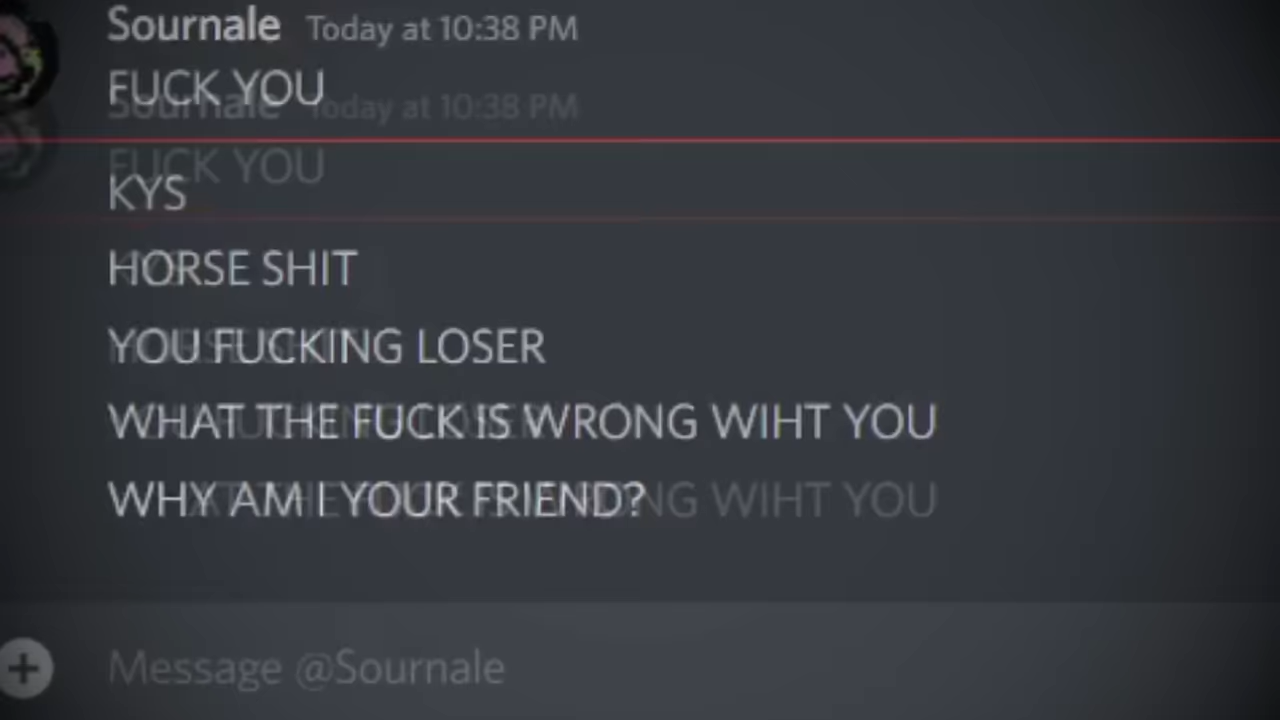 Sournale Today at 10:38 PM
FUCK YOU
Sournale Today at 10:38 PM
FUCK YOU
KYS
HORSE SHIT
YOU FUCKING LOSER
WHAT THE FUCK IS WRONG WIHT YOU
WHY AM I YOUR FRIEND?
Message @Sournale